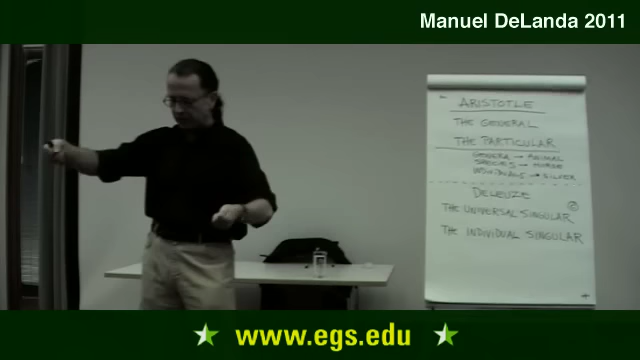 Manuel DeLanda 2011
ARISTOTLE
THE GENERAL
THE PARTICULAR
GENERA → ANIMAL
SPECIES → HORSE
INDIVIDUALS → SILVER
DELEUZE
THE UNIVERSAL SINGULAR
THE INDIVIDUAL SINGULAR
www.egs.edu